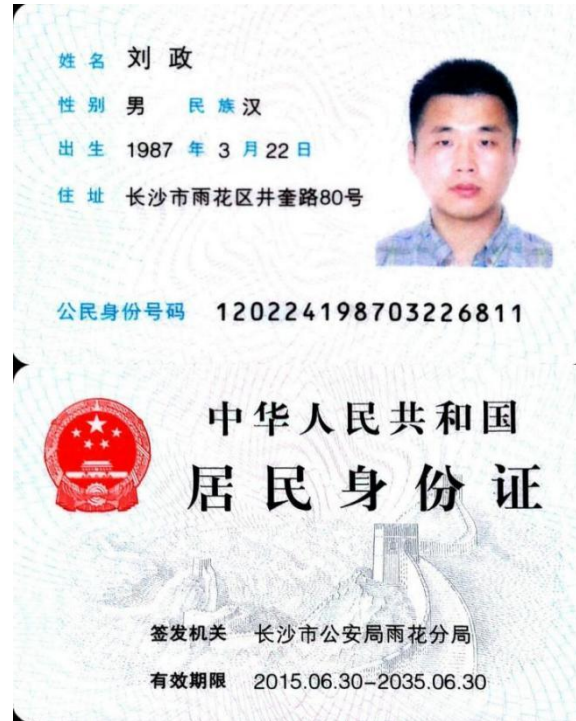 姓名 刘政
性别 男 民族 汉
出生 1987 年 3 月 22 日
住址 长沙市雨花区井奎路80号
公民身份号码 120224198703226811
中华人民共和国
居民身份证
签发机关 长沙市公安局雨花分局
有效期限 2015.06.30-2035.06.30